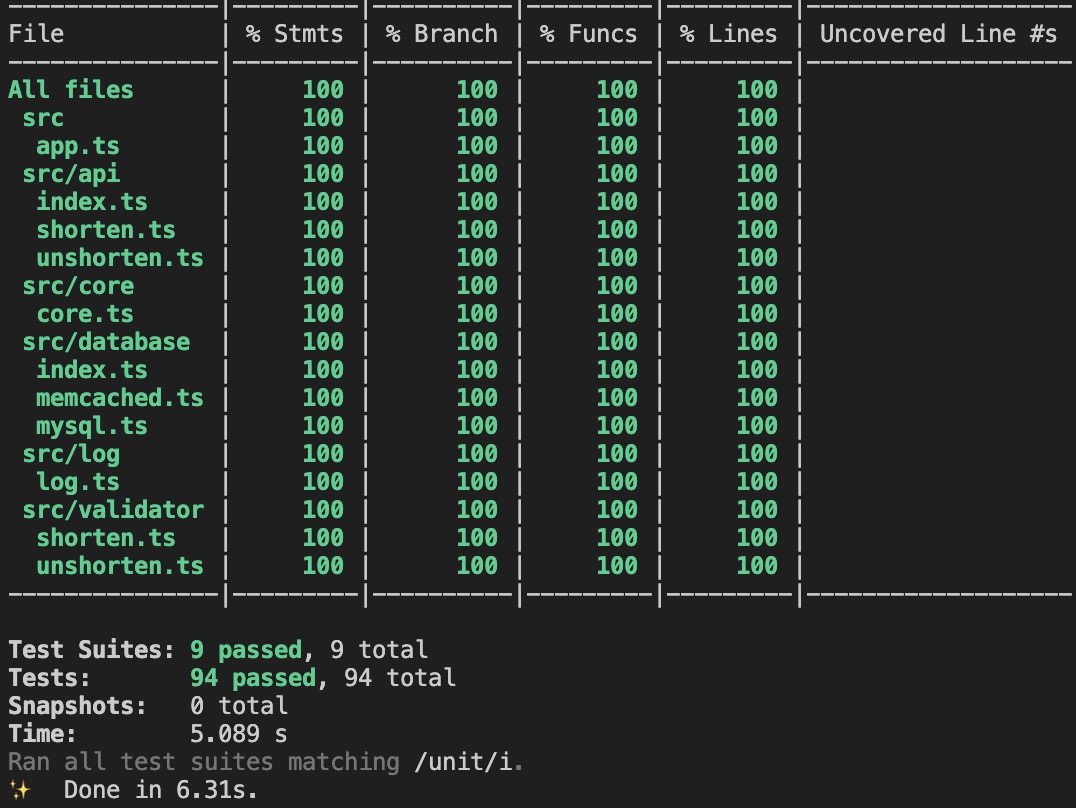 ---------------|---------|----------|---------|---------|-------------------
File           | % Stmts | % Branch | % Funcs | % Lines | Uncovered Line #s
---------------|---------|----------|---------|---------|-------------------
All files      |     100 |      100 |     100 |     100 |
 src           |     100 |      100 |     100 |     100 |
  app.ts       |     100 |      100 |     100 |     100 |
 src/api       |     100 |      100 |     100 |     100 |
  index.ts     |     100 |      100 |     100 |     100 |
  shorten.ts   |     100 |      100 |     100 |     100 |
  unshorten.ts |     100 |      100 |     100 |     100 |
 src/core      |     100 |      100 |     100 |     100 |
  core.ts      |     100 |      100 |     100 |     100 |
 src/database  |     100 |      100 |     100 |     100 |
  index.ts     |     100 |      100 |     100 |     100 |
  memcached.ts |     100 |      100 |     100 |     100 |
  mysql.ts     |     100 |      100 |     100 |     100 |
 src/log       |     100 |      100 |     100 |     100 |
  log.ts       |     100 |      100 |     100 |     100 |
 src/validator |     100 |      100 |     100 |     100 |
  shorten.ts   |     100 |      100 |     100 |     100 |
  unshorten.ts |     100 |      100 |     100 |     100 |
---------------|---------|----------|---------|---------|-------------------

Test Suites: 9 passed, 9 total
Tests:       94 passed, 94 total
Snapshots:   0 total
Time:        5.089 s
Ran all test suites matching /unit/i.
✨  Done in 6.31s.